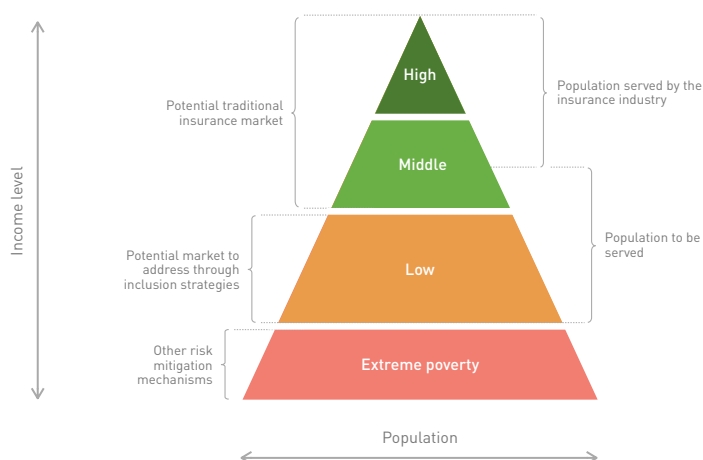 High
Population served by the
insurance industry
Potential traditional
insurance market
Middle
Income level
Population to be
served
Potential market to
address through
inclusion strategies
Low
Other risk
mitigation
mechanisms
Extreme poverty
Population